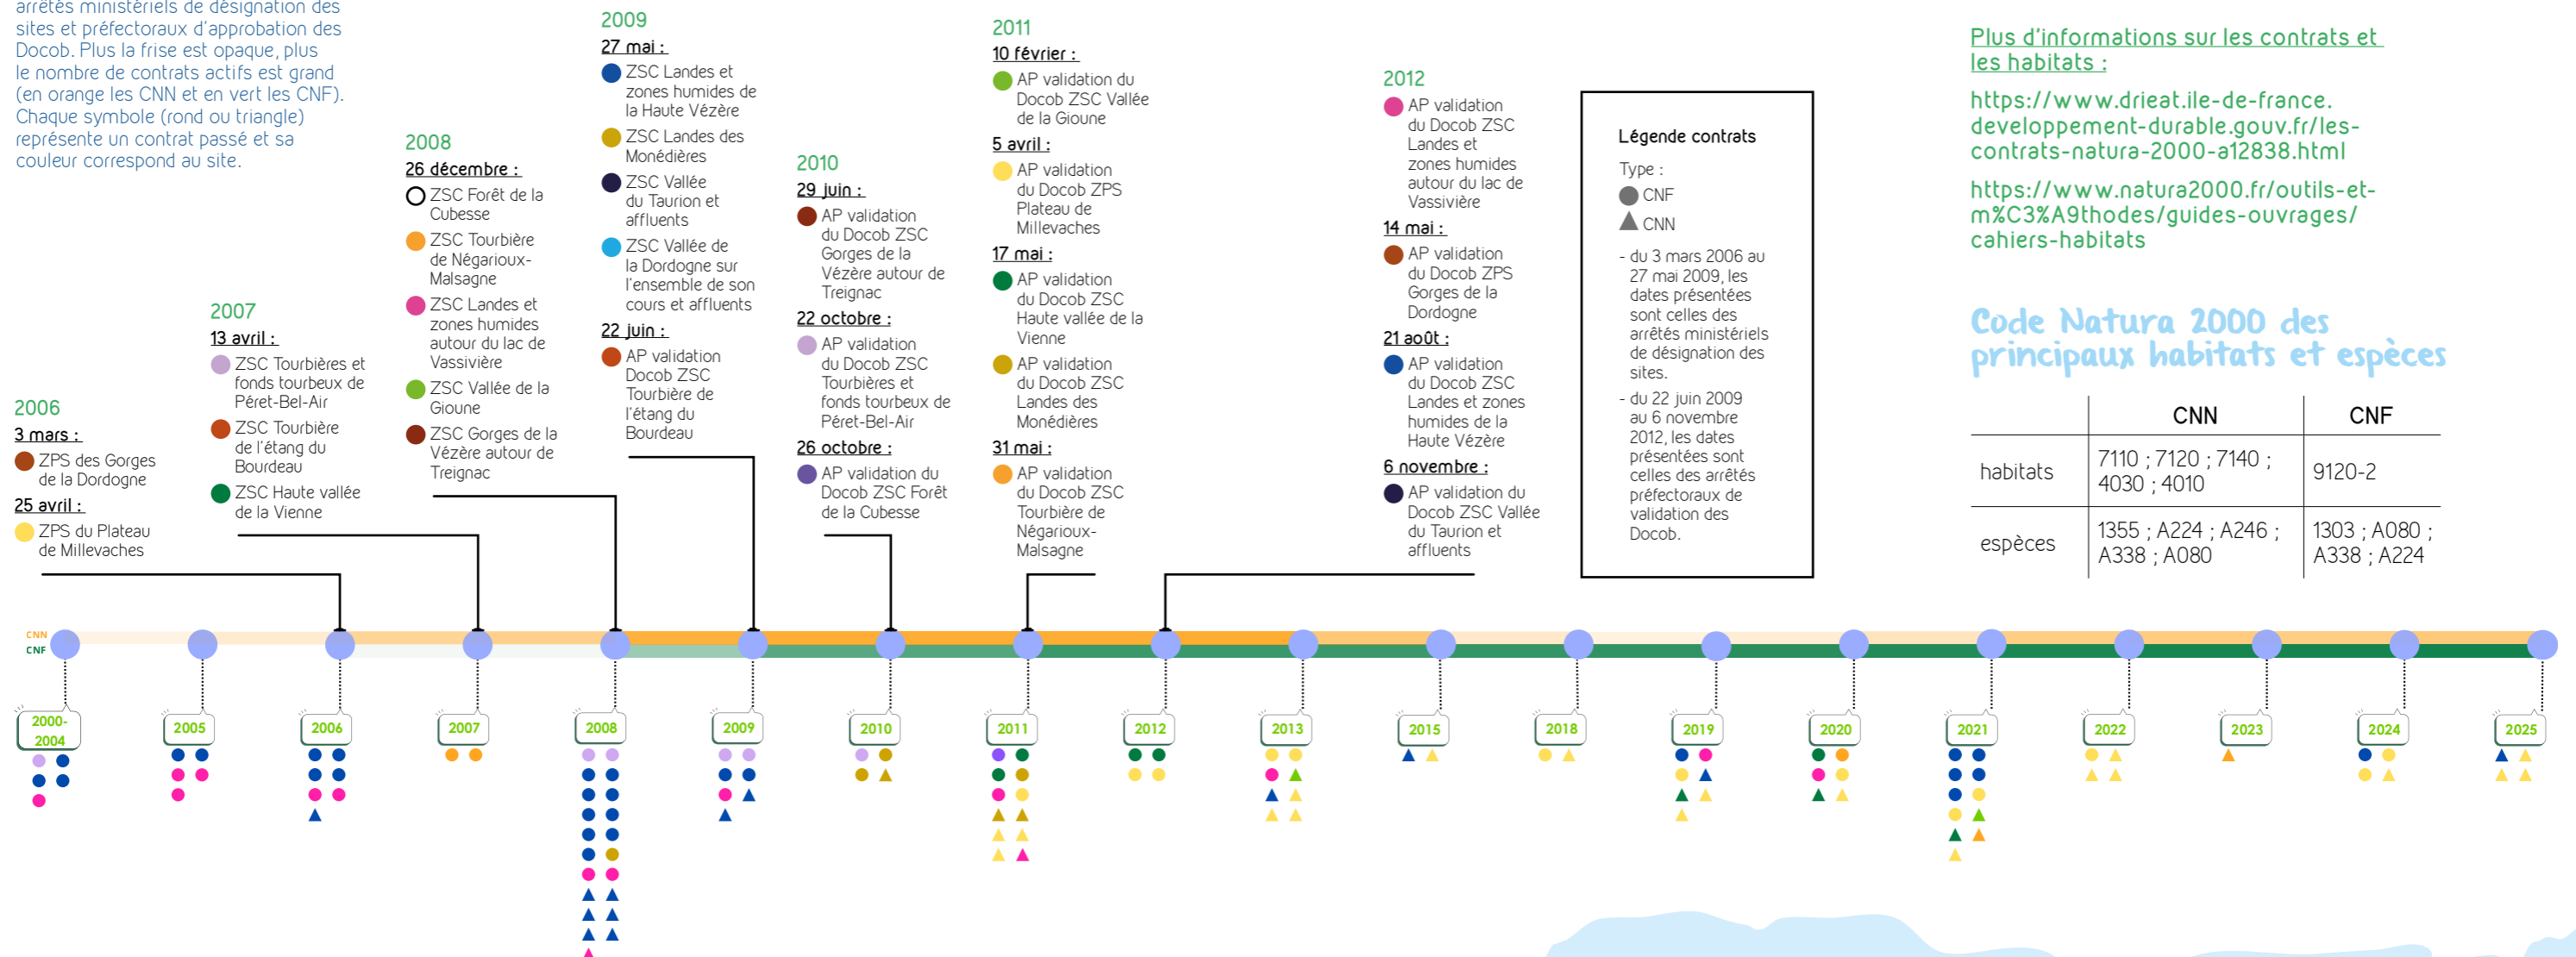 arrêtés ministériels de désignation des
sites et préfectoraux d'approbation des
Docob. Plus la frise est opaque, plus
le nombre de contrats actifs est grand
(en orange les CNN et en vert les CNF).
Chaque symbole (rond ou triangle)
représente un contrat passé et sa
couleur correspond au site.
2006
3 mars :
ZPS des Gorges
de la Dordogne
25 avril :
ZPS du Plateau
de Millevaches
2007
13 avril :
ZSC Tourbières et
fonds tourbeux de
Péret-Bel-Air
ZSC Tourbière
de l'étang du
Bourdeau
ZSC Haute vallée
de la Vienne
2008
26 décembre :
ZSC Forêt de la
Cubesse
ZSC Tourbière
de Négarioux-
Malsagne
ZSC Landes et
zones humides
autour du lac de
Vassivière
ZSC Vallée de la
Gioune
ZSC Gorges de la
Vézère autour de
Treignac
2009
27 mai :
ZSC Landes et
zones humides de
la Haute Vézère
ZSC Landes des
Monédières
ZSC Vallée
du Taurion et
affluents
ZSC Vallée de
la Dordogne sur
l'ensemble de son
cours et affluents
22 juin :
AP validation
Docob ZSC
Tourbière de
l'étang du
Bourdeau
2010
29 juin :
AP validation
du Docob ZSC
Gorges de la
Vézère autour de
Treignac
22 octobre :
AP validation
du Docob ZSC
Tourbières et
fonds tourbeux de
Péret-Bel-Air
26 octobre :
AP validation du
Docob ZSC Forêt
de la Cubesse
2011
10 février :
AP validation du
Docob ZSC Vallée
de la Gioune
5 avril :
AP validation
du Docob ZPS
Plateau de
Millevaches
17 mai :
AP validation
du Docob ZSC
Haute vallée de la
Vienne
AP validation
du Docob ZSC
Landes des
Monédières
31 mai :
AP validation
du Docob ZSC
Tourbière de
Négarioux-
Malsagne
2012
AP validation
du Docob ZSC
Landes et
zones humides
autour du lac de
Vassivière
14 mai :
AP validation
du Docob ZPS
Gorges de la
Dordogne
21 août :
AP validation
du Docob ZSC
Landes et zones
humides de la
Haute Vézère
6 novembre :
AP validation du
Docob ZSC Vallée
du Taurion et
affluents
Légende contrats
Type :
CNF
CNN
- du 3 mars 2006 au
27 mai 2009, les
dates présentées
sont celles des
arrêtés ministériels
de désignation des
sites.
- du 22 juin 2009
au 6 novembre
2012, les dates
présentées sont
celles des arrêtés
préfectoraux de
validation des
Docob.
Plus d'informations sur les contrats et
les habitats :
https://www.drieat.ile-de-france.
developpement-durable.gouv.fr/les-
contrats-natura-2000-a12838.html
https://www.natura2000.fr/outils-et-
m%C3%A9thodes/guides-ouvrages/
cahiers-habitats
Code Natura 2000 des
principaux habitats et espèces
CNN CNF
habitats 7110 ; 7120 ; 7140 ; 9120-2
4030 ; 4010
espèces 1355 ; A224 ; A246 ; 1303 ; A080 ;
A338 ; A080 A338 ; A224
CNN
CNF
2000-
2004
2005
2006
2007
2008
2009
2010
2011
2012
2013
2015
2018
2019
2020
2021
2022
2023
2024
2025